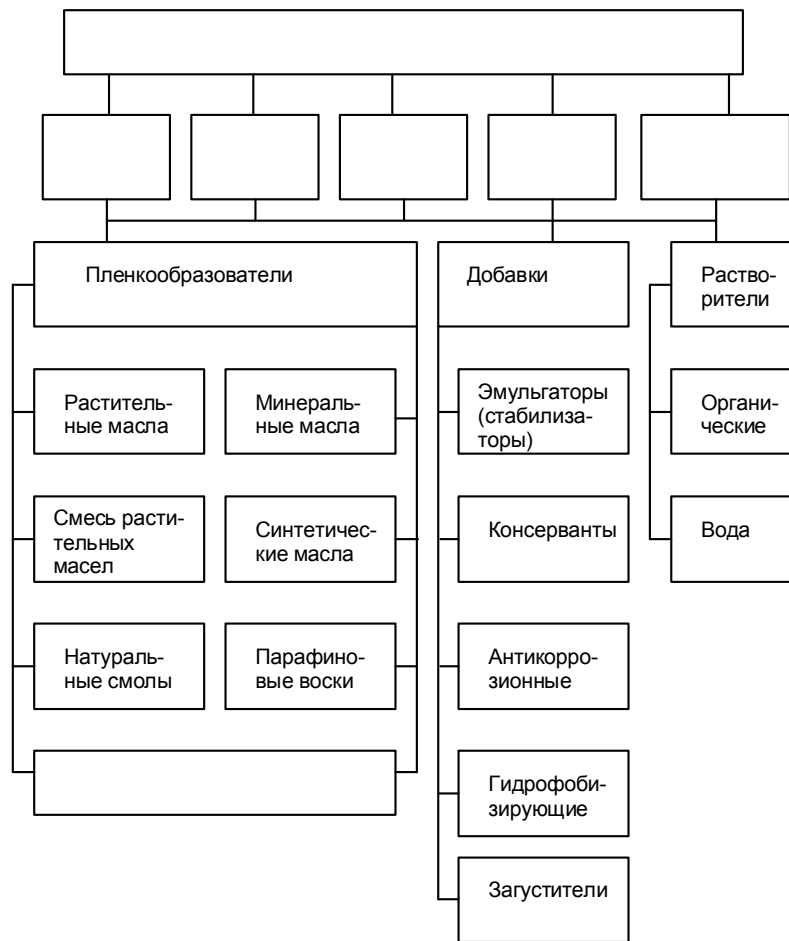 Пленкообразователи
Добавки
Раство-
рители
Раститель-
ные масла
Минераль-
ные масла
Эмульгаторы
(стабилиза-
торы)
Органи-
ческие
Смесь расти-
тельных
масел
Синтетичес-
кие масла
Консерванты
Вода
Натураль-
ные смолы
Парафино-
вые воски
Антикорро-
зионные
Гидрофоби-
зирующие
Загустители